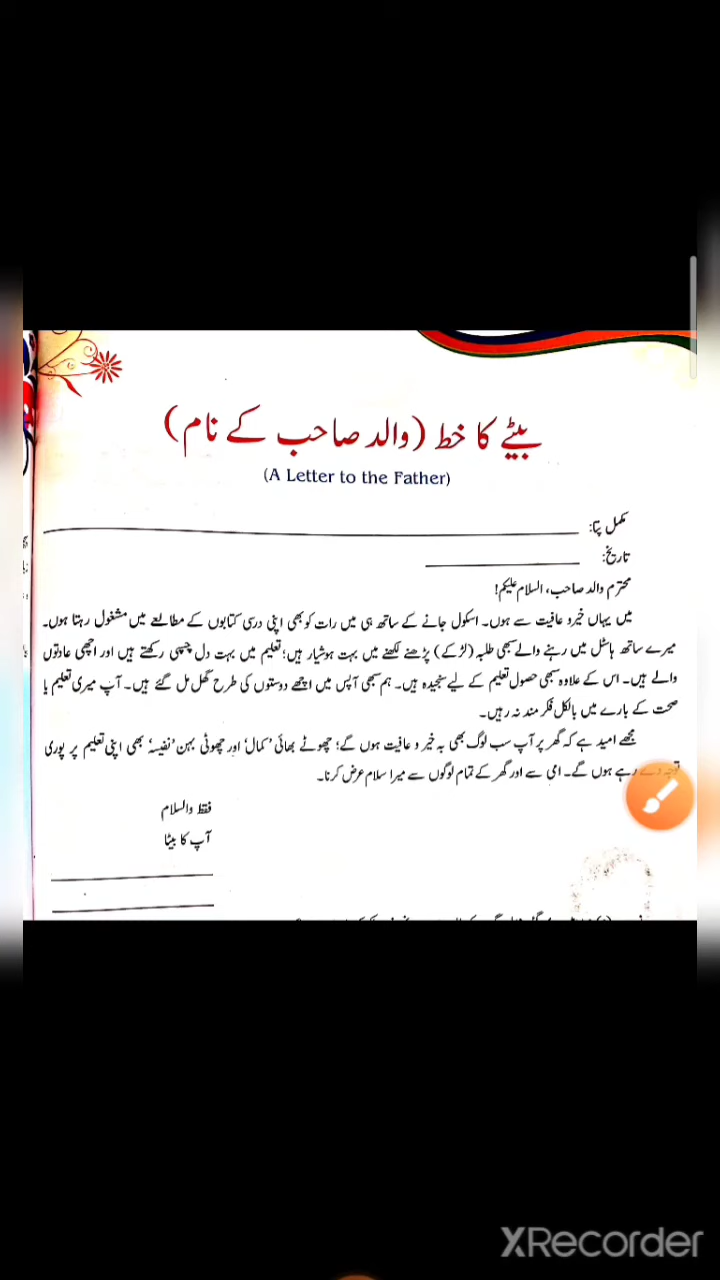 بیٹے کا خط (والد صاحب کے نام)
(A Letter to the Father)
مکمل پتا:
تاریخ:
محترم والد صاحب، السلام علیکم!
میں یہاں خیر و عافیت سے ہوں۔ اسکول جانے کے ساتھ ہی میں رات کو بھی اپنی درسی کتابوں کے مطالعے میں مشغول رہتا ہوں۔
میرے ساتھ ہاسٹل میں رہنے والے سبھی طلبہ (لڑکے) پڑھنے لکھنے میں بہت ہوشیار ہیں؛ تعلیم میں بہت دل چسپی رکھتے ہیں اور اچھی عادتوں
والے ہیں۔ اس کے علاوہ سبھی حصول تعلیم کے لیے سنجیدہ ہیں۔ ہم سبھی آپس میں اچھے دوستوں کی طرح گھل مل گئے ہیں۔ آپ میری تعلیم یا
صحت کے بارے میں بالکل فکر مند نہ رہیں۔
مجھے امید ہے کہ گھر پر آپ سب لوگ بھی بہ خیر و عافیت ہوں گے؛ چھوٹے بھائی 'کمال' اور چھوٹی بہن 'نفیسہ' بھی اپنی تعلیم پر پوری
رہے ہوں گے۔ امی سے اور گھر کے تمام لوگوں سے میرا سلام عرض کرنا۔
فقط والسلام
آپ کا بیٹا
XRecorder